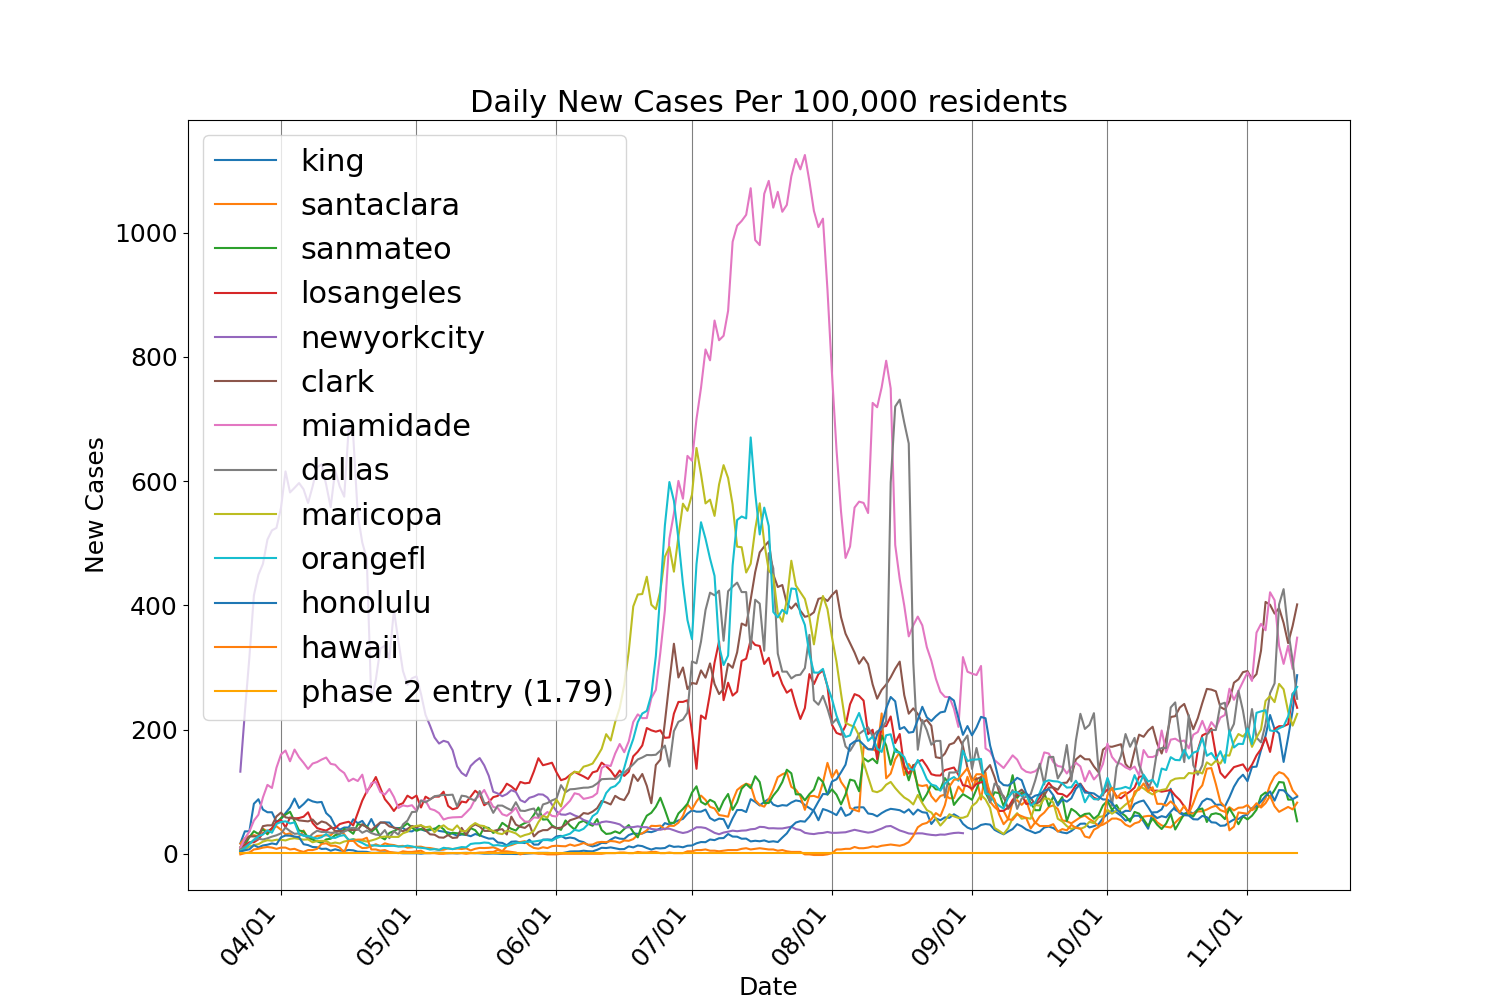 Daily New Cases Per 100,000 residents
king
santaclara
sanmateo
losangeles
newyorkcity
clark
miamidade
dallas
maricopa
orangefl
honolulu
hawaii
phase 2 entry (1.79)
New Cases
1000
800
600
400
200
0
04/01
05/01
06/01
07/01
08/01
09/01
10/01
11/01
Date